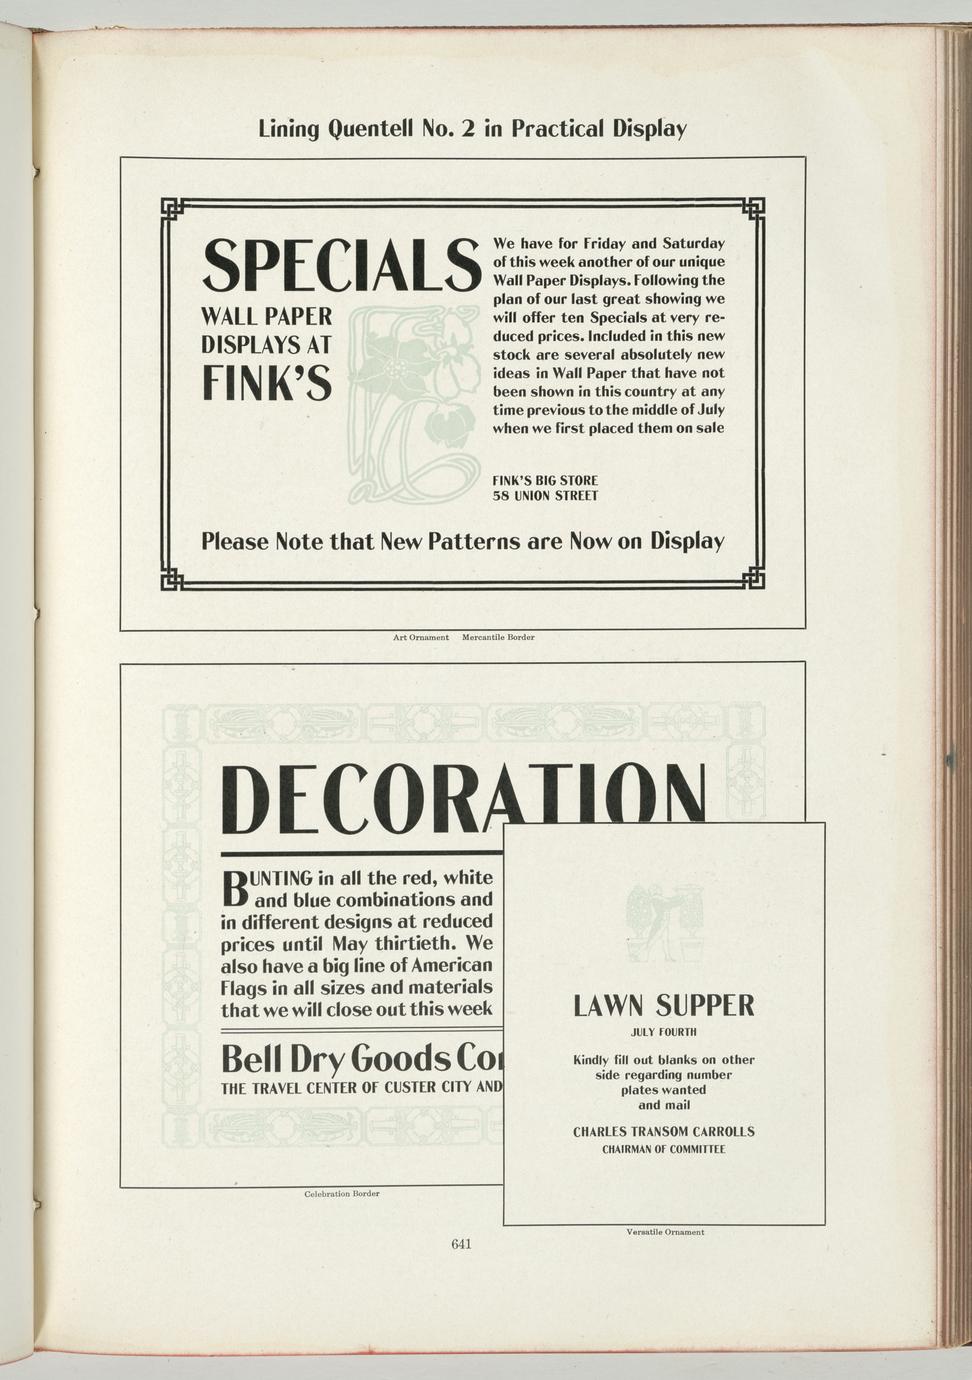 Lining Quentell No. 2 in Practical Display
SPECIALS
WALL PAPER
DISPLAYS AT
FINK'S
We have for Friday and Saturday
of this week another of our unique
Wall Paper Displays. Following the
plan of our last great showing we
will offer ten Specials at very re-
duced prices. Included in this new
stock are several absolutely new
ideas in Wall Paper that have not
been shown in this country at any
time previous to the middle of July
when we first placed them on sale
FINK'S BIG STORE
58 UNION STREET
Please Note that New Patterns are Now on Display
Art Ornament Mercantile Border
DECORATION
BUNTING in all the red, white
and blue combinations and
in different designs at reduced
prices until May thirtieth. We
also have a big line of American
Flags in all sizes and materials
that we will close out this week
Bell Dry Goods Co
THE TRAVEL CENTER OF CUSTER CITY AND
Celebration Border
LAWN SUPPER
JULY FOURTH
Kindly fill out blanks on other
side regarding number
plates wanted
and mail
CHARLES TRANSOM CARROLLS
CHAIRMAN OF COMMITTEE
Versatile Ornament
641